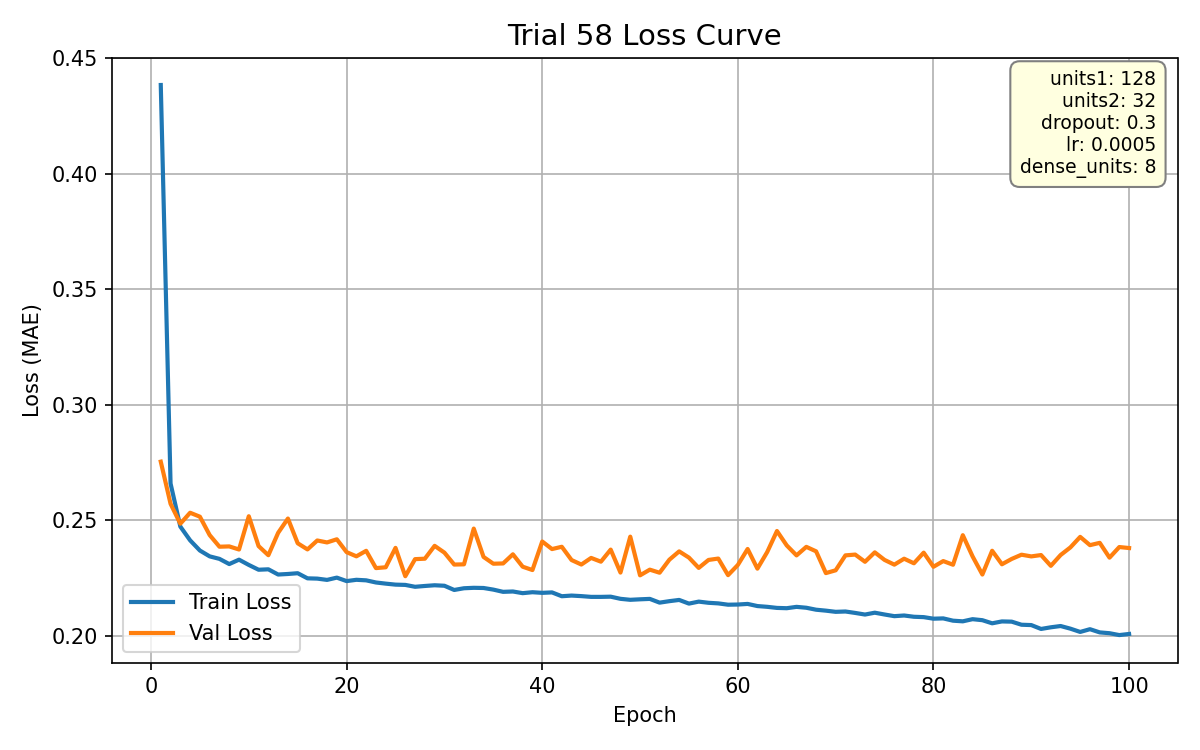 Trial 58 Loss Curve
units1: 128
units2: 32
dropout: 0.3
lr: 0.0005
dense_units: 8
Loss (MAE)
0.45
0.40
0.35
0.30
0.25
0.20
Train Loss
Val Loss
0 20 40 60 80 100
Epoch